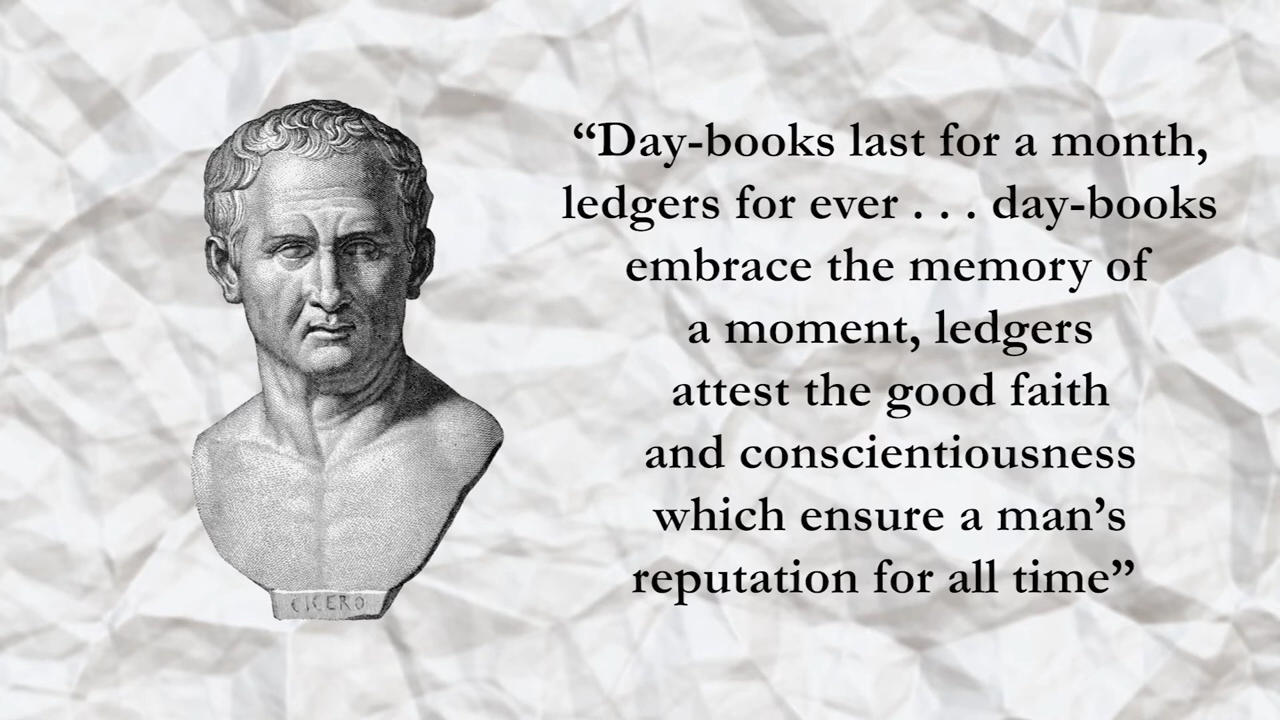 “Day-books last for a month,
ledgers for ever . . . day-books
embrace the memory of
a moment, ledgers
attest the good faith
and conscientiousness
which ensure a man’s
reputation for all time”
CICERO